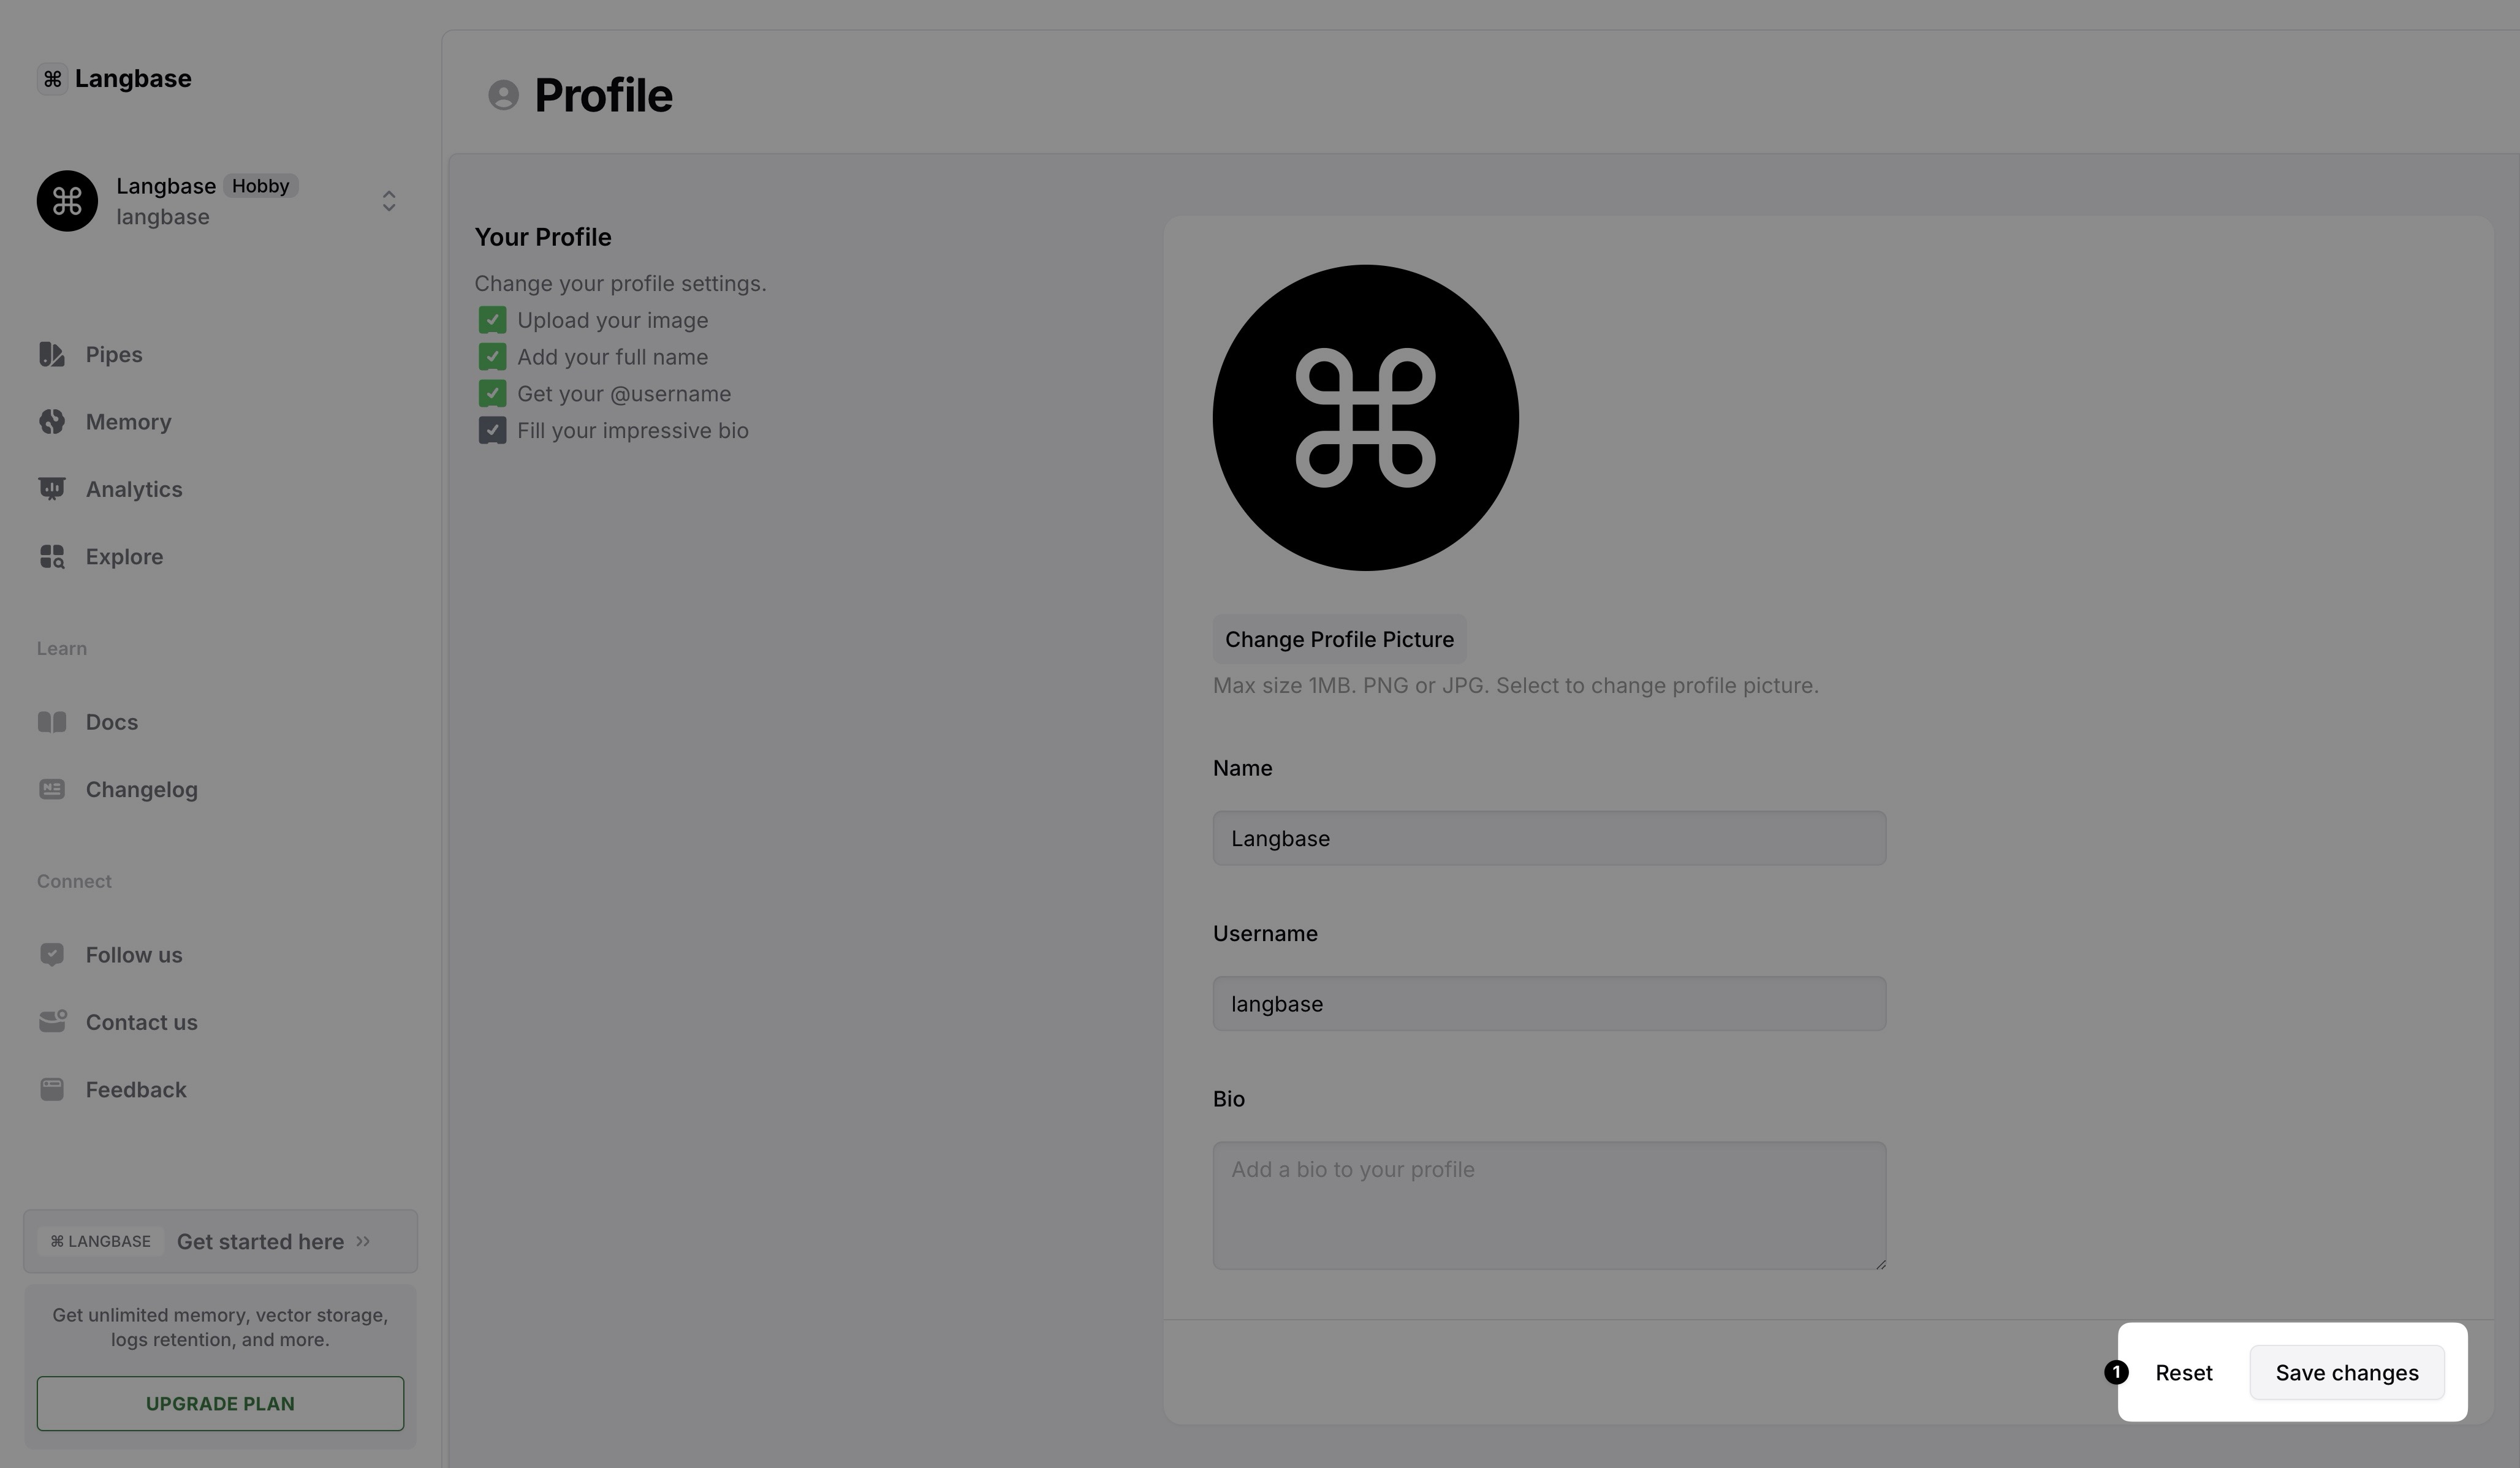 ⌘ Langbase
Langbase Hobby
langbase
Pipes
Memory
Analytics
Explore
Learn
Docs
Changelog
Connect
Follow us
Contact us
Feedback
⌘ LANGBASE Get started here
Get unlimited memory, vector storage,
logs retention, and more.
UPGRADE PLAN
Profile
Your Profile
Change your profile settings.
Upload your image
Add your full name
Get your @username
Fill your impressive bio
Change Profile Picture
Max size 1MB. PNG or JPG. Select to change profile picture.
Name
Langbase
Username
langbase
Bio
Add a bio to your profile
1 Reset Save changes